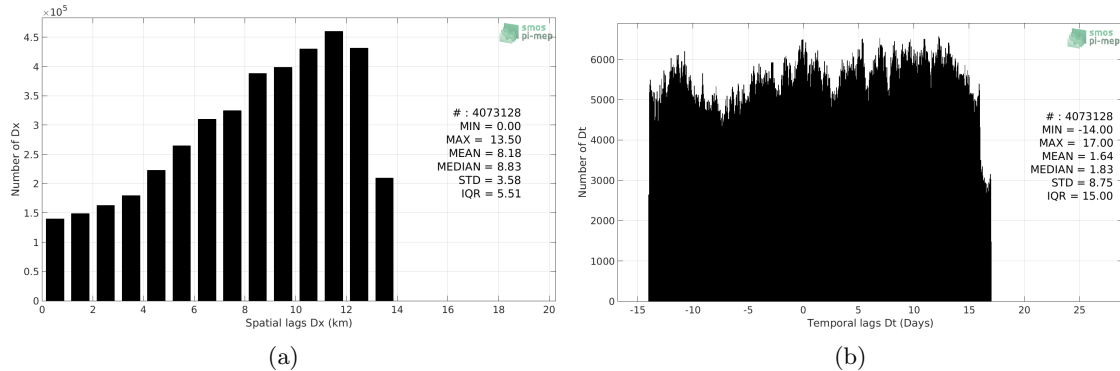 ×10⁵
4.5
4
3.5
3
2.5
2
1.5
1
0.5
0
Number of Dx
0 2 4 6 8 10 12 14 16 18 20
Spatial lags Dx (km)
smos
pi-mep
# : 4073128
MIN = 0.00
MAX = 13.50
MEAN = 8.18
MEDIAN = 8.83
STD = 3.58
IQR = 5.51
(a)
6000
5000
4000
3000
2000
1000
0
Number of Dt
-15 -10 -5 0 5 10 15 20 25
Temporal lags Dt (Days)
smos
pi-mep
# : 4073128
MIN = -14.00
MAX = 17.00
MEAN = 1.64
MEDIAN = 1.83
STD = 8.75
IQR = 15.00
(b)